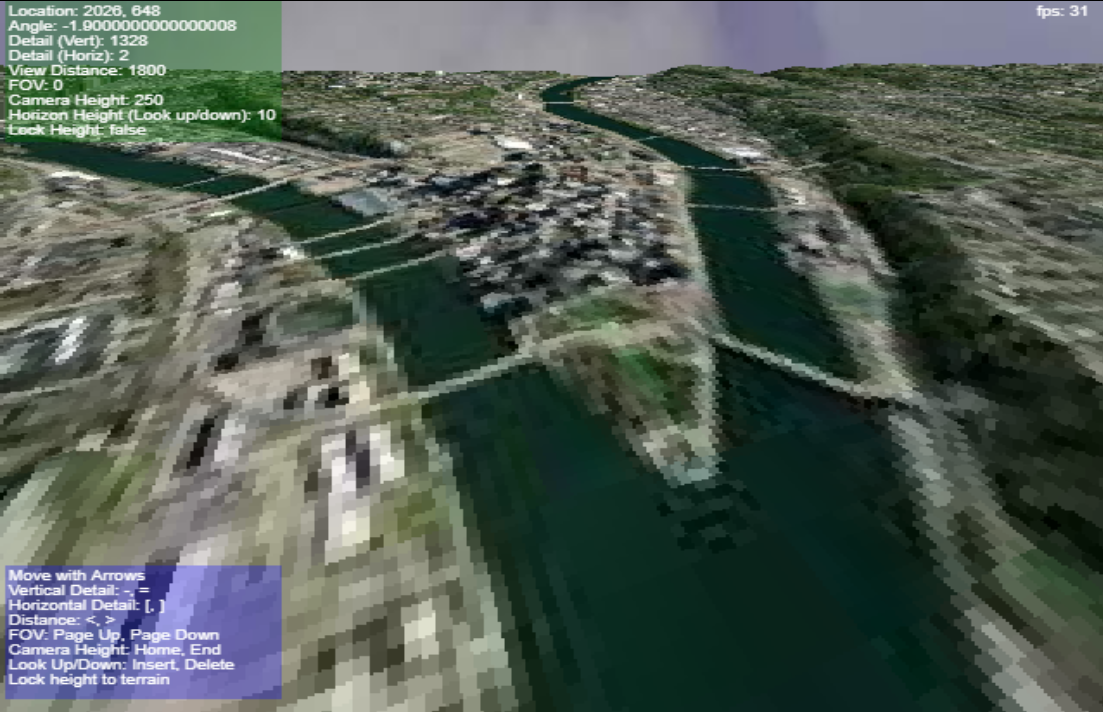 Location: 2026, 648
Angle: -1.9000000000000008
Detail (Vert): 1328
Detail (Horiz): 2
View Distance: 1800
FOV: 0
Camera Height: 250
Horizon Height (Look up/down): 10
Lock Height: false
fps: 31
Move with Arrows
Vertical Detail: -, =
Horizontal Detail: [, ]
Distance: <, >
FOV: Page Up, Page Down
Camera Height: Home, End
Look Up/Down: Insert, Delete
Lock height to terrain